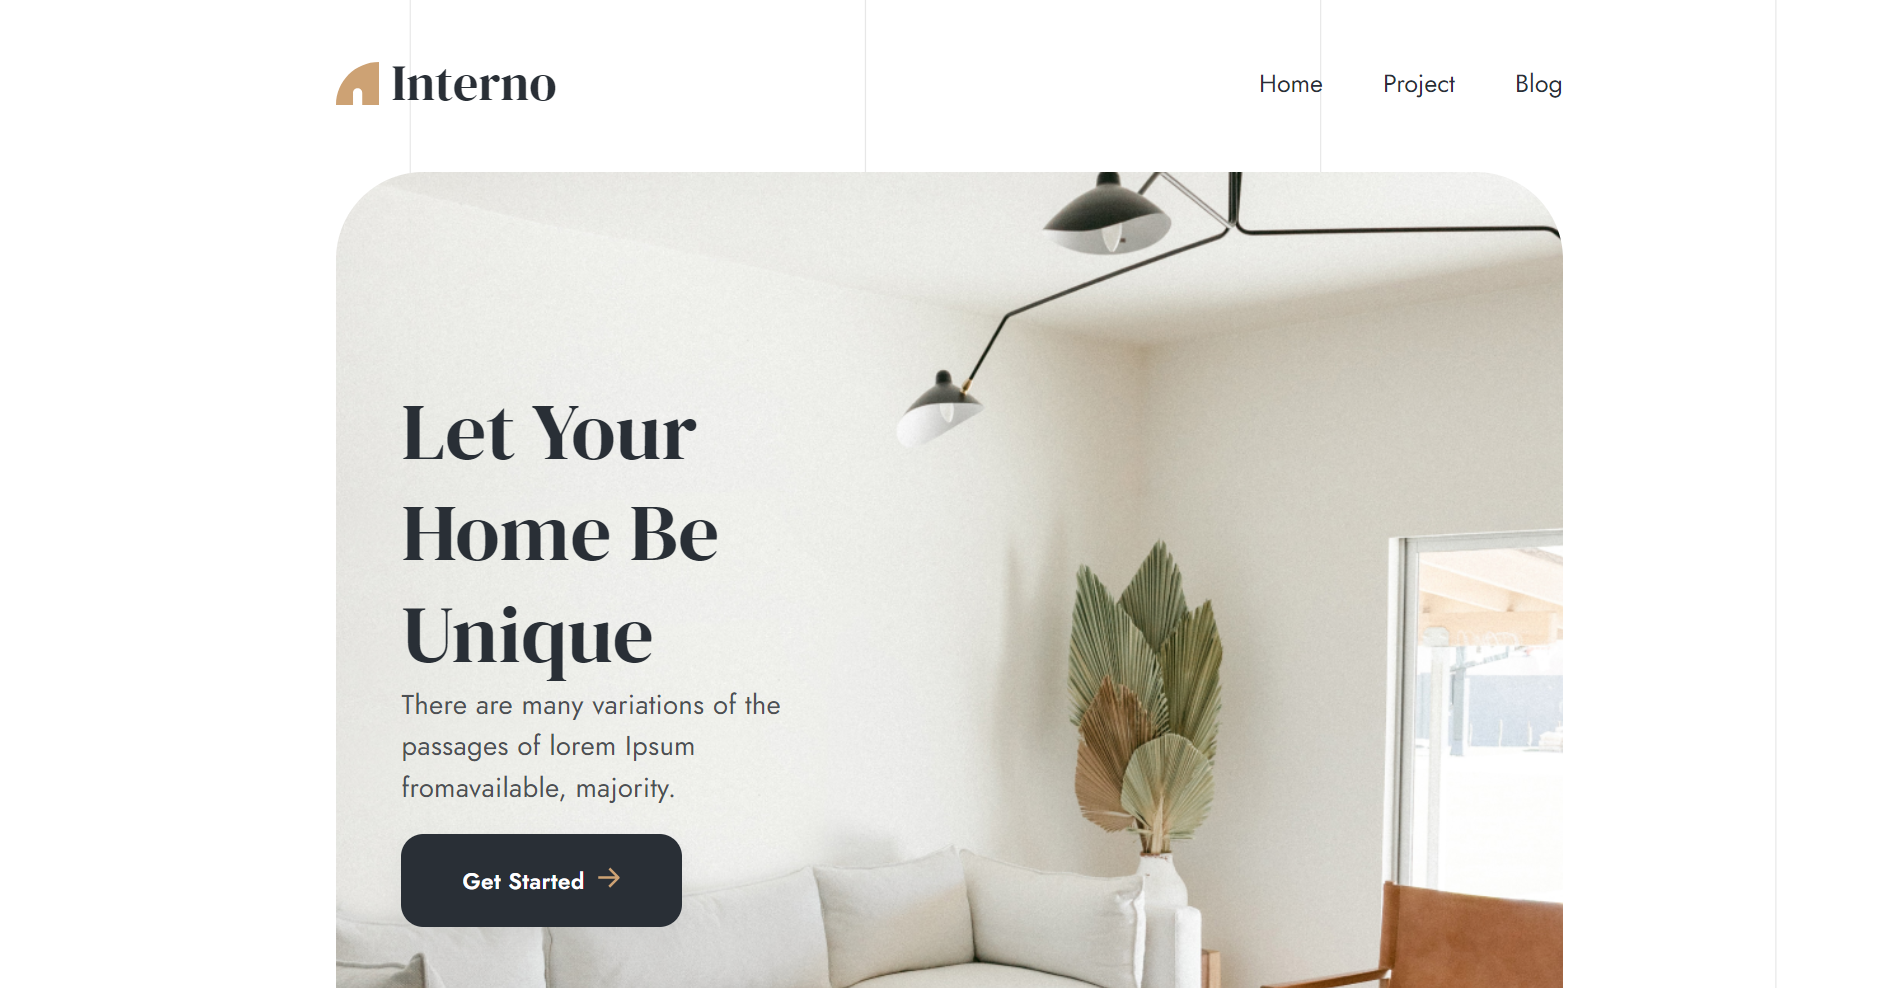 Interno
Home Project Blog
Let Your
Home Be
Unique
There are many variations of the
passages of lorem Ipsum
fromavailable, majority.
Get Started